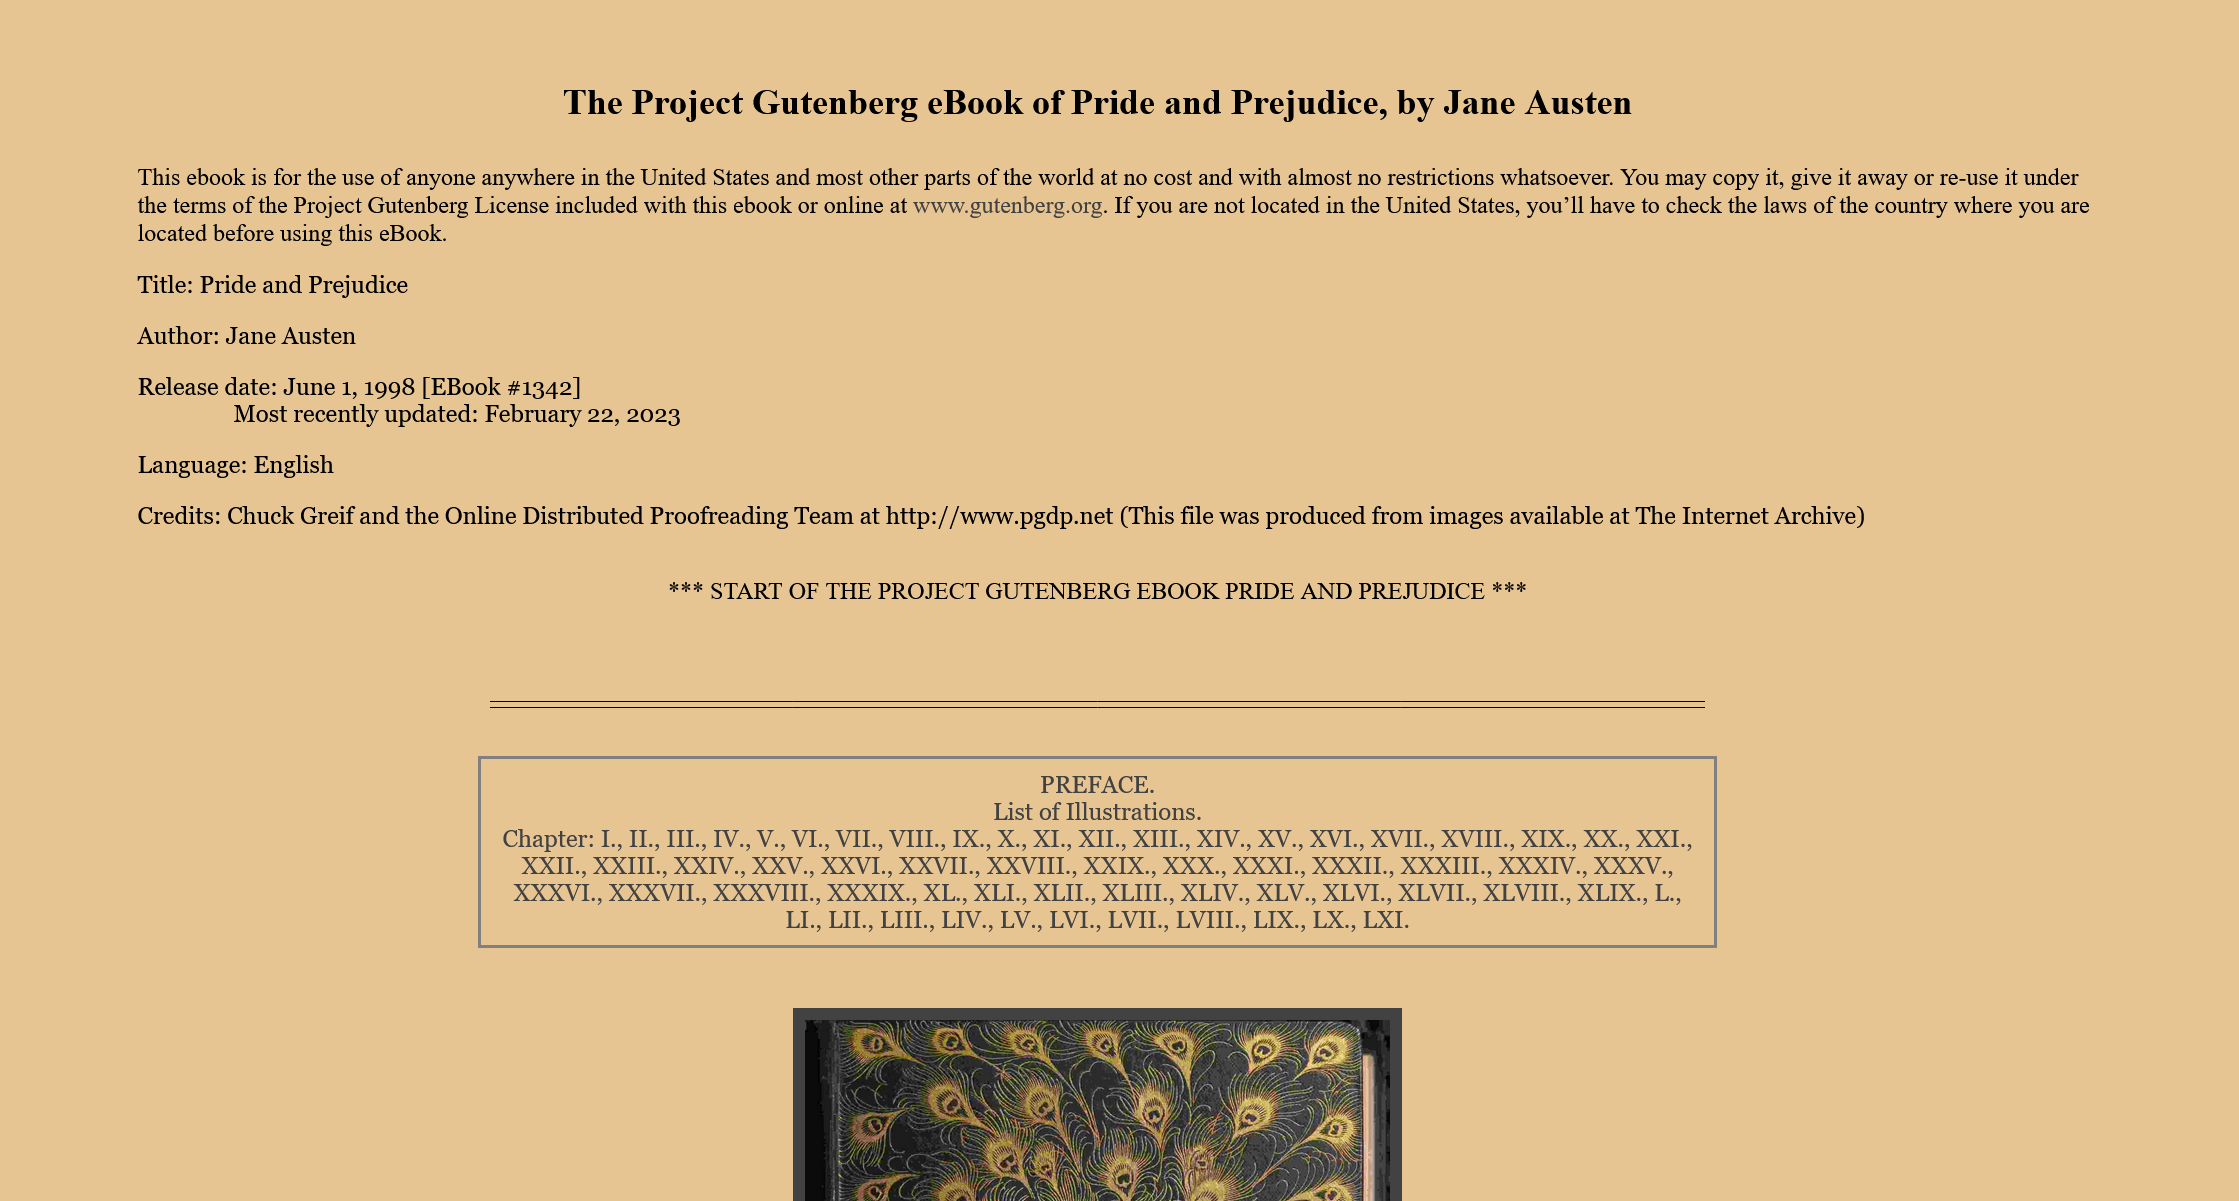 The Project Gutenberg eBook of Pride and Prejudice, by Jane Austen
This ebook is for the use of anyone anywhere in the United States and most other parts of the world at no cost and with almost no restrictions whatsoever. You may copy it, give it away or re-use it under
the terms of the Project Gutenberg License included with this ebook or online at www.gutenberg.org. If you are not located in the United States, you’ll have to check the laws of the country where you are
located before using this eBook.
Title: Pride and Prejudice
Author: Jane Austen
Release date: June 1, 1998 [EBook #1342]
Most recently updated: February 22, 2023
Language: English
Credits: Chuck Greif and the Online Distributed Proofreading Team at http://www.pgdp.net (This file was produced from images available at The Internet Archive)
*** START OF THE PROJECT GUTENBERG EBOOK PRIDE AND PREJUDICE ***
PREFACE.
List of Illustrations.
Chapter: I., II., III., IV., V., VI., VII., VIII., IX., X., XI., XII., XIII., XIV., XV., XVI., XVII., XVIII., XIX., XX., XXI.,
XXII., XXIII., XXIV., XXV., XXVI., XXVII., XXVIII., XXIX., XXX., XXXI., XXXII., XXXIII., XXXIV., XXXV.,
XXXVI., XXXVII., XXXVIII., XXXIX., XL., XLI., XLII., XLIII., XLIV., XLV., XLVI., XLVII., XLVIII., XLIX., L.,
LI., LII., LIII., LIV., LV., LVI., LVII., LVIII., LIX., LX., LXI.